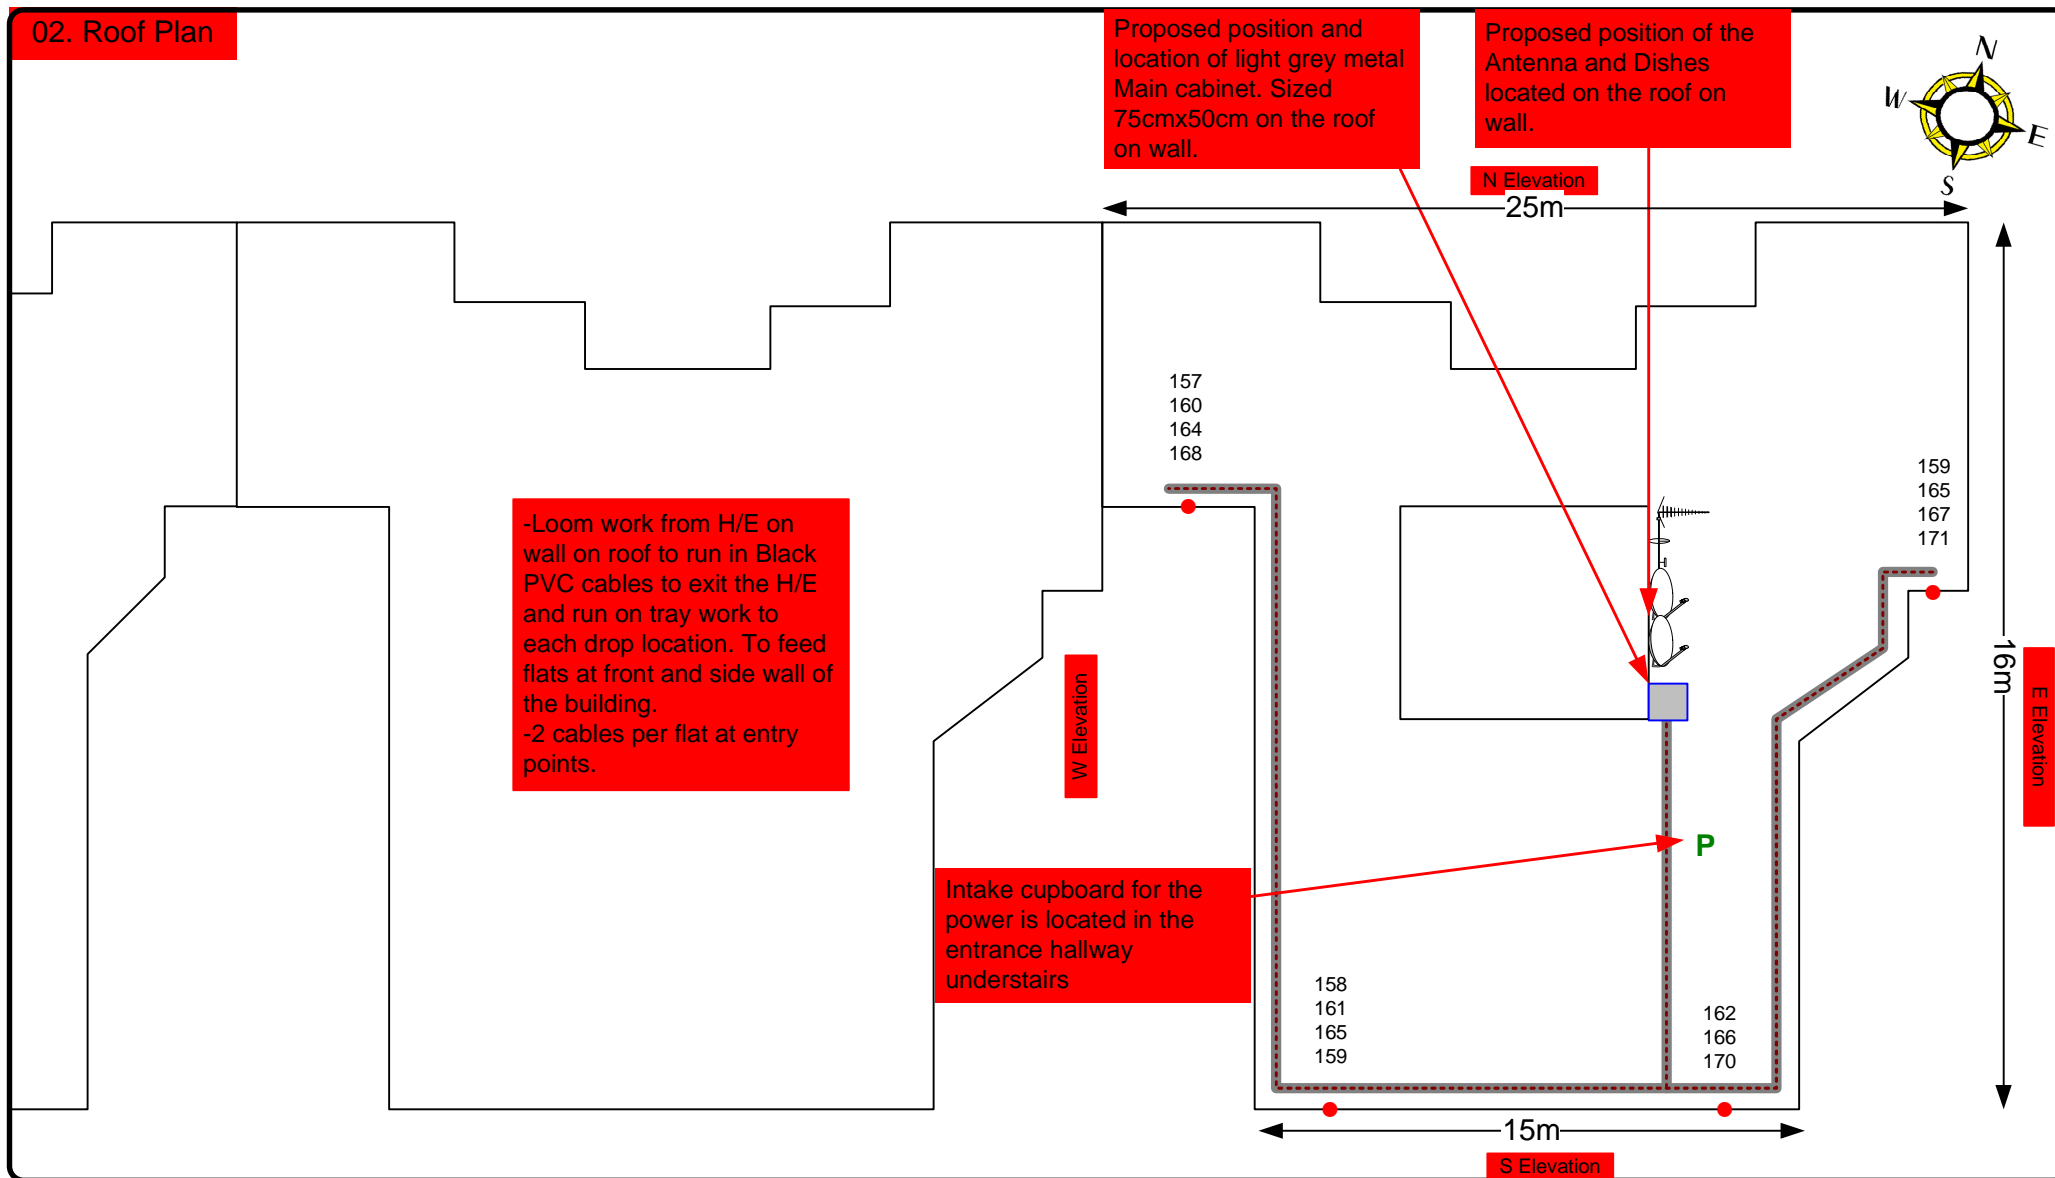 02. Roof Plan
Proposed position and
location of light grey metal
Main cabinet. Sized
75cmx50cm on the roof
on wall.
Proposed position of the
Antenna and Dishes
located on the roof on
wall.
N
W
E
S
N Elevation
25m
157
160
164
168
159
165
167
171
-Loom work from H/E on
wall on roof to run in Black
PVC cables to exit the H/E
and run on tray work to
each drop location. To feed
flats at front and side wall of
the building.
-2 cables per flat at entry
points.
W Elevation
16m
E Elevation
P
Intake cupboard for the
power is located in the
entrance hallway
understairs
158
161
165
159
162
166
170
15m
S Elevation